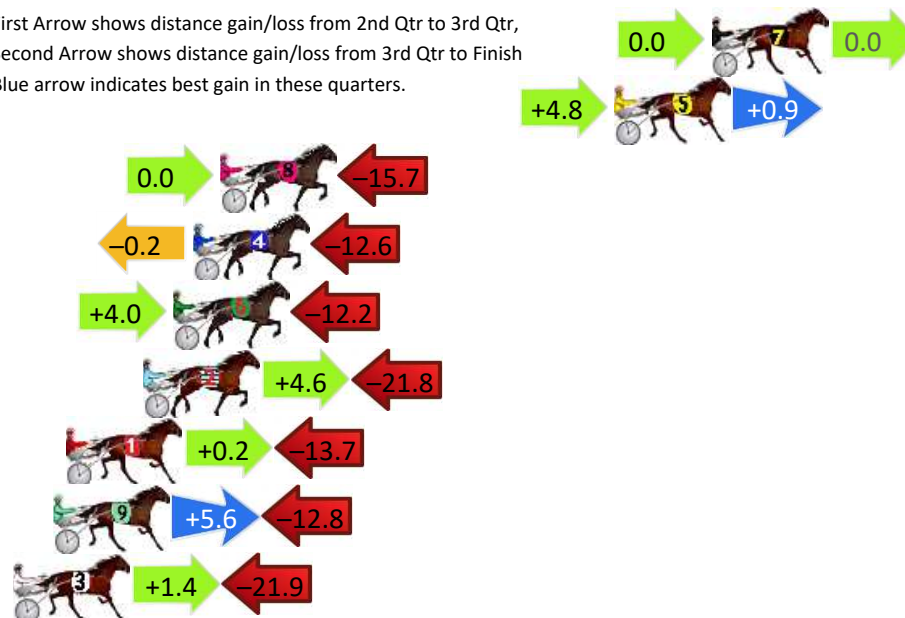 irst Arrow shows distance gain/loss from 2nd Qtr to 3rd Qtr,
econd Arrow shows distance gain/loss from 3rd Qtr to Finish
Blue arrow indicates best gain in these quarters.
0.0 7 0.0
+4.8 5 +0.9
0.0 8 −15.7
−0.2 4 −12.6
+4.0 6 −12.2
2 +4.6 −21.8
1 +0.2 −13.7
9 +5.6 −12.8
3 +1.4 −21.9